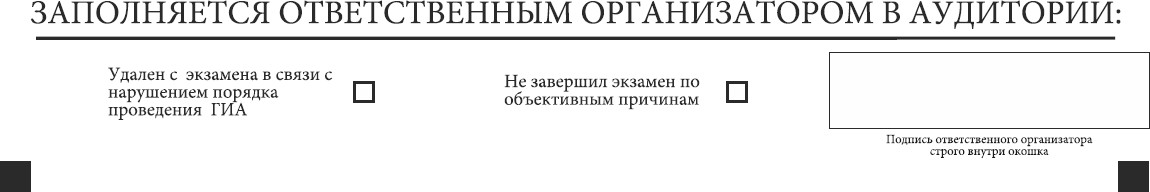 ЗАПОЛНЯЕТСЯ ОТВЕТСТВЕННЫМ ОРГАНИЗАТОРОМ В АУДИТОРИИ:
Удален с экзамена в связи с
нарушением порядка
проведения ГИА
Не завершил экзамен по
объективным причинам
Подпись ответственного организатора
строго внутри окошка